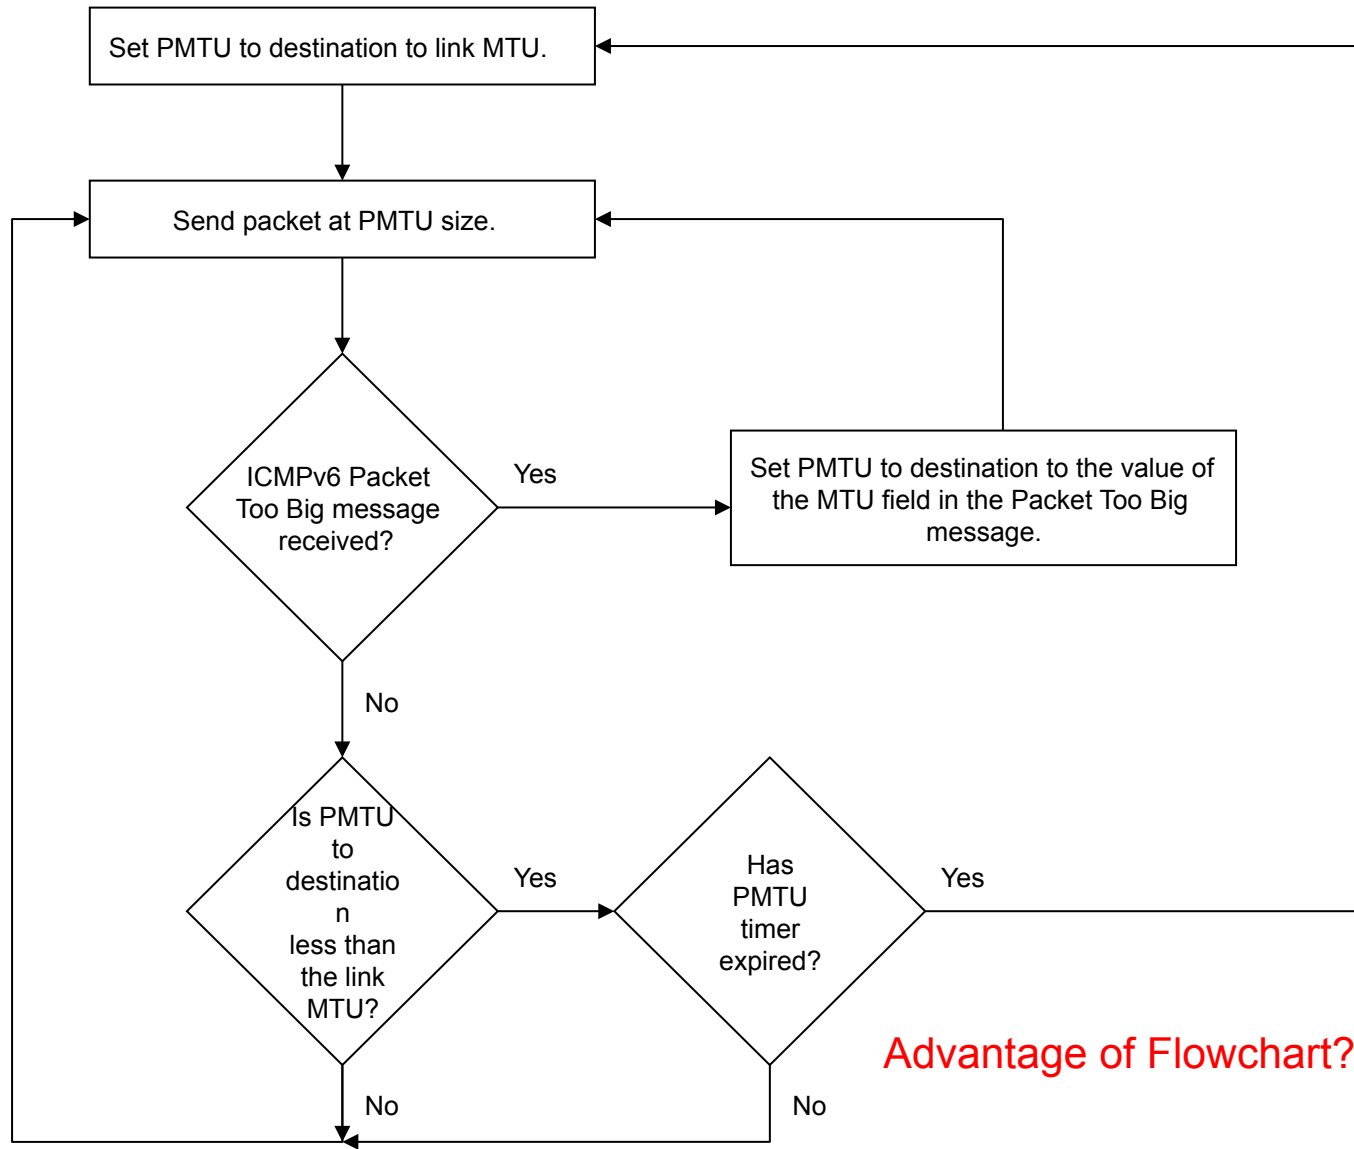 Set PMTU to destination to link MTU.
Send packet at PMTU size.
ICMPv6 Packet
Too Big message
received?
Yes
Set PMTU to destination to the value of
the MTU field in the Packet Too Big
message.
No
Is PMTU
to
destinatio
n
less than
the link
MTU?
Yes
Has
PMTU
timer
expired?
Yes
Advantage of Flowchart?
No
No